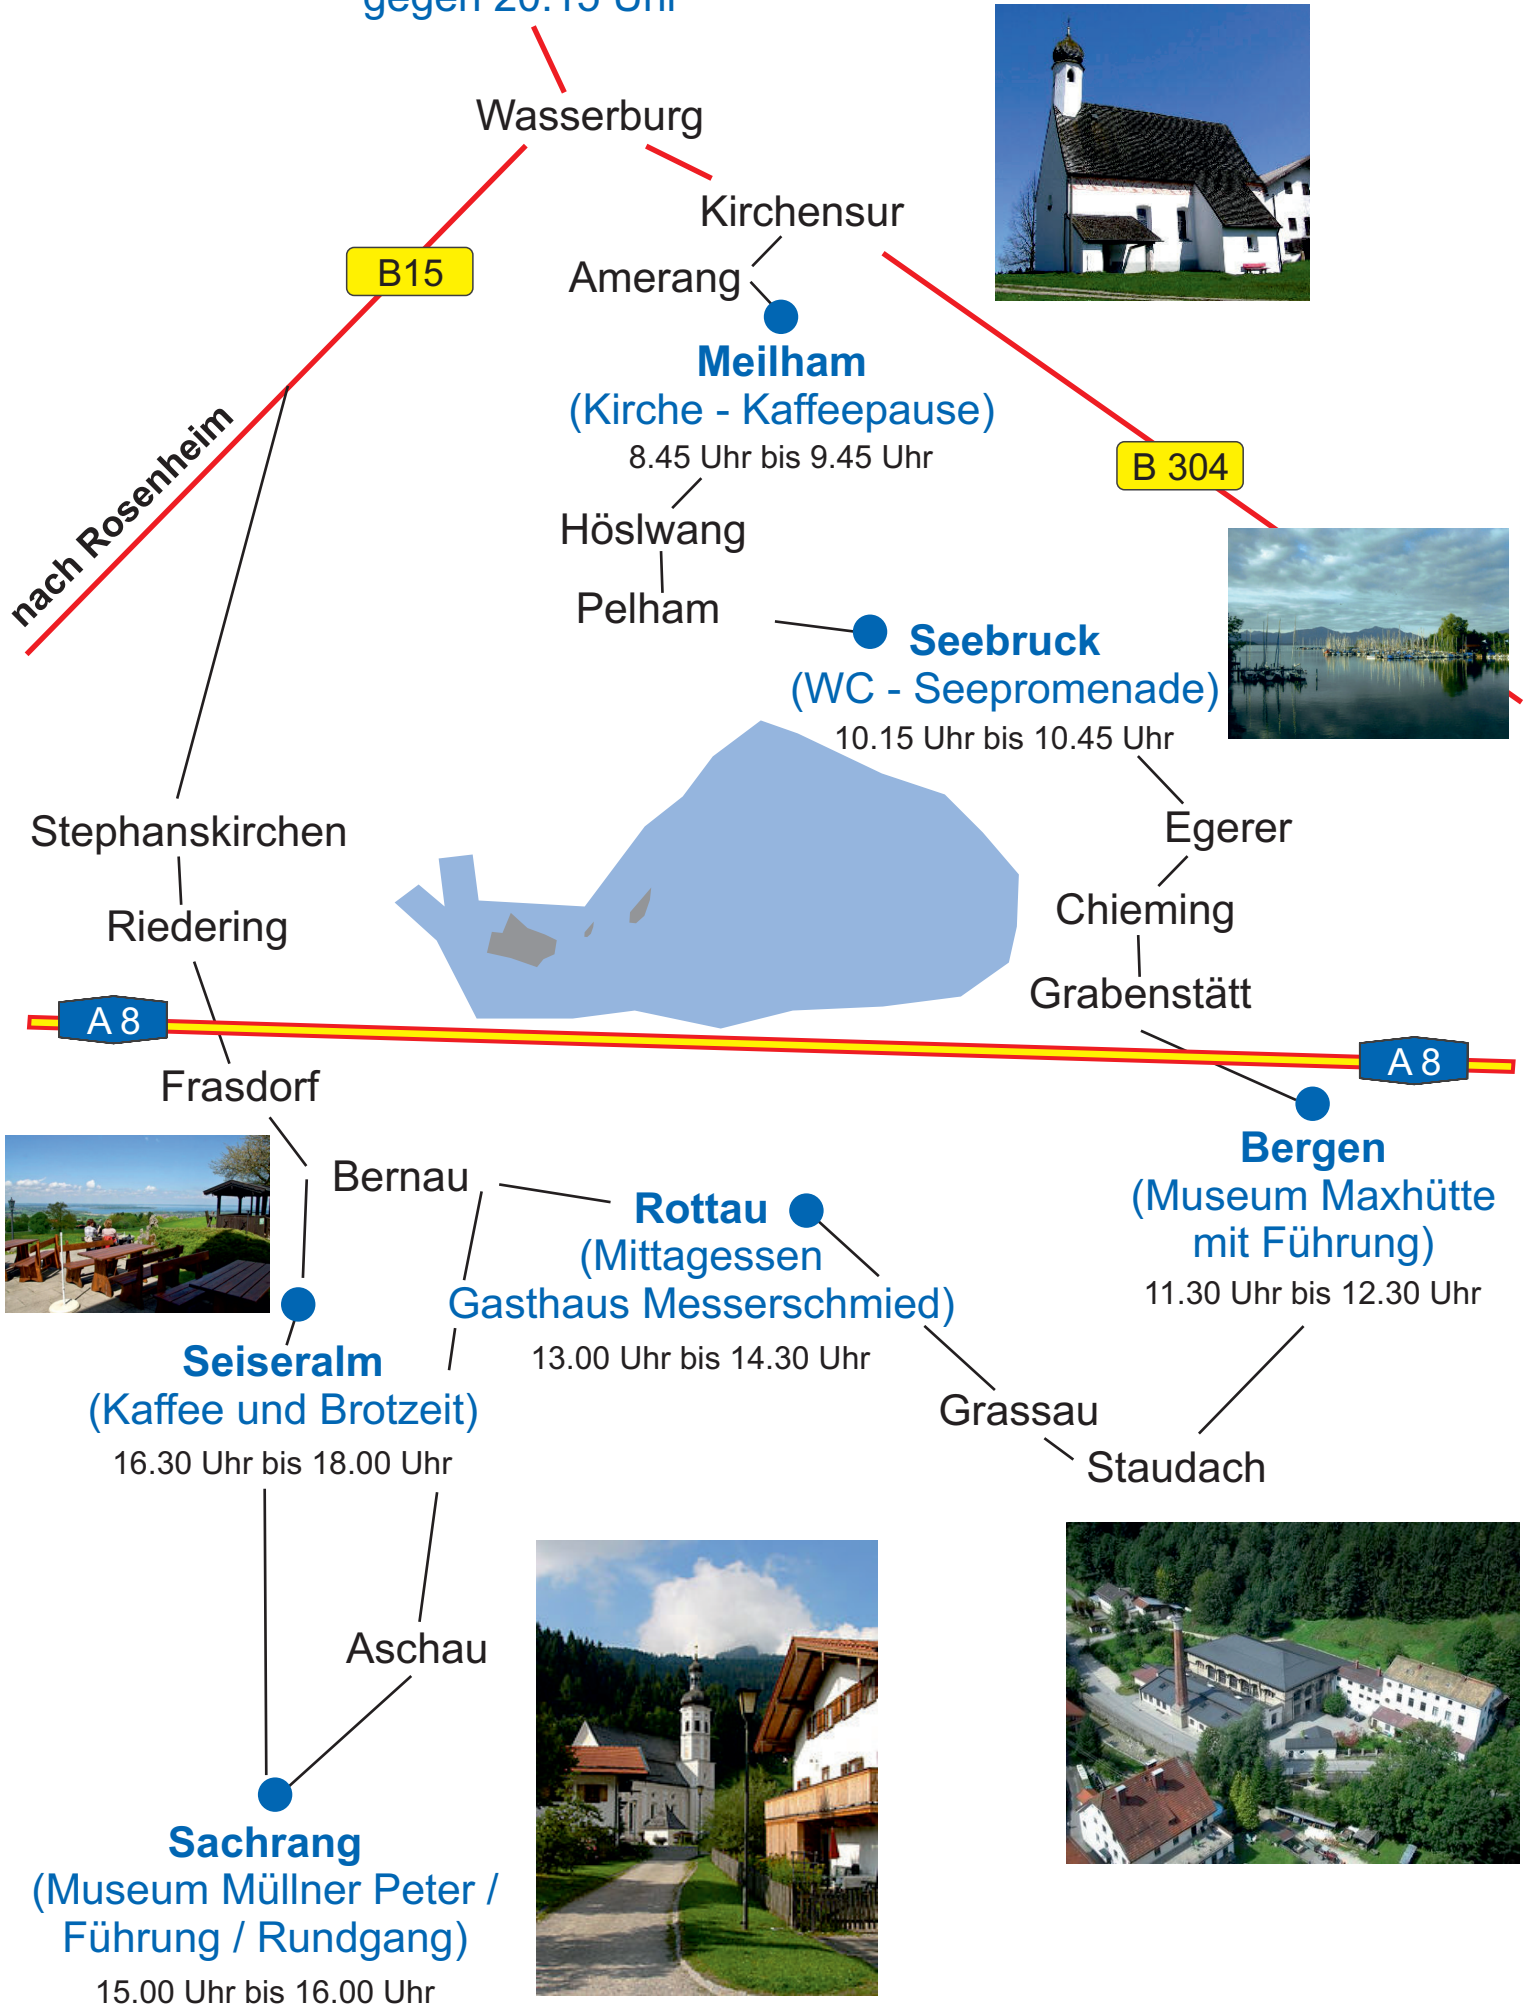 gegen 20.15 Uhr
Wasserburg
Kirchensur
B15
Amerang
Meilham
(Kirche - Kaffeepause)
8.45 Uhr bis 9.45 Uhr
nach Rosenheim
B 304
Höslwang
Pelham
Seebruck
(WC - Seepromenade)
10.15 Uhr bis 10.45 Uhr
Stephanskirchen
Egerer
Chieming
Riedering
Grabenstätt
A 8
A 8
Frasdorf
Bergen
(Museum Maxhütte
mit Führung)
11.30 Uhr bis 12.30 Uhr
Bernau
Rottau
(Mittagessen
Gasthaus Messerschmied)
13.00 Uhr bis 14.30 Uhr
Seiseralm
(Kaffee und Brotzeit)
16.30 Uhr bis 18.00 Uhr
Grassau
Staudach
Aschau
Sachrang
(Museum Müllner Peter /
Führung / Rundgang)
15.00 Uhr bis 16.00 Uhr